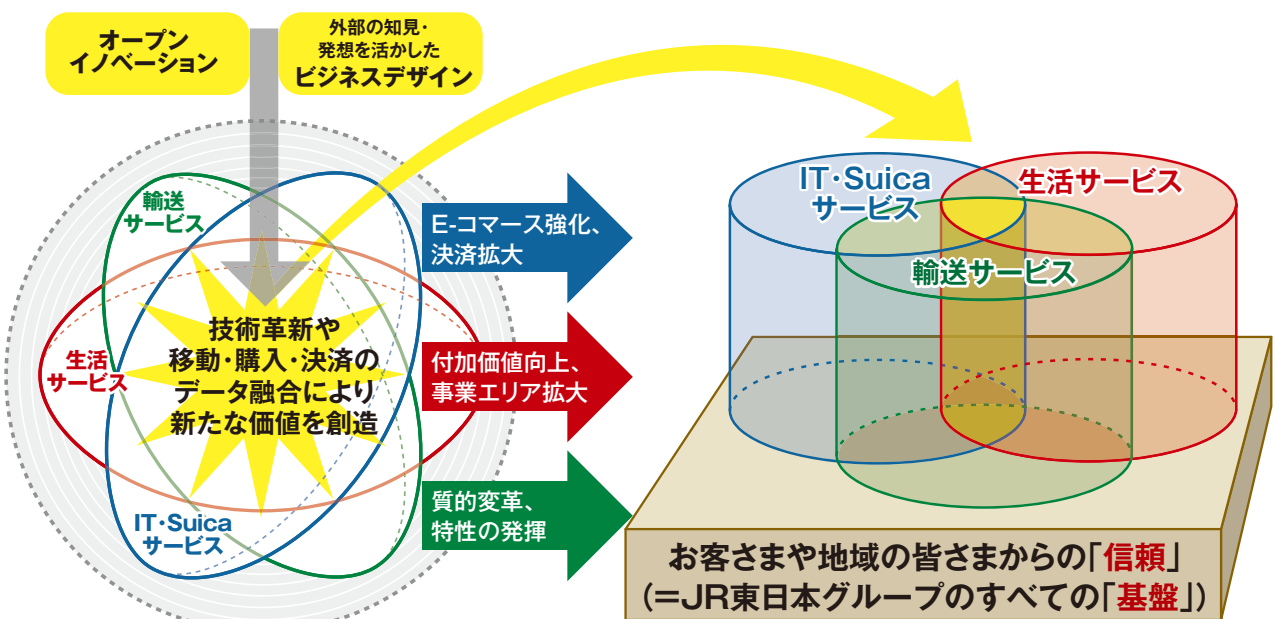 オープン
イノベーション
外部の知見・
発想を活かした
ビジネスデザイン
輸送
サービス
生活
サービス
IT・Suica
サービス
技術革新や
移動・購入・決済の
データ融合により
新たな価値を創造
E-コマース強化、
決済拡大
付加価値向上、
事業エリア拡大
質的変革、
特性の発揮
IT・Suica
サービス
生活サービス
輸送サービス
お客さまや地域の皆さまからの「信頼」
(=JR東日本グループのすべての「基盤」)